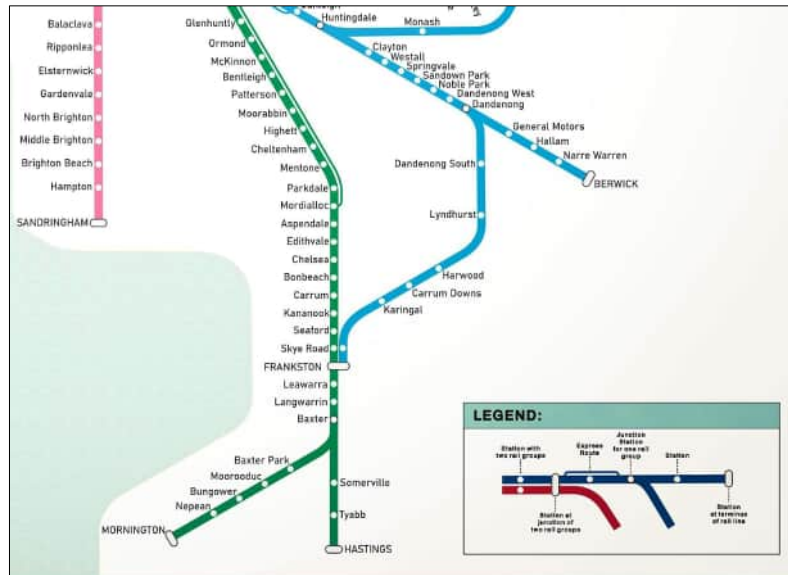 Balaclava
Ripponlea
Elsternwick
Gardenvale
North Brighton
Middle Brighton
Brighton Beach
Hampton
SANDRINGHAM
Glenhuntly
Ormond
McKinnon
Bentleigh
Patterson
Moorabbin
Highett
Cheltenham
Mentone
Parkdale
Mordialloc
Aspendale
Edithvale
Chelsea
Bonbeach
Carrum
Kananook
Seaford
Skye Road
FRANKSTON
Leawarra
Langwarrin
Baxter
Baxter Park
Moorooduc
Bungower
Nepean
MORNINGTON
Somerville
Tyabb
HASTINGS
Huntingdale
Monash
Clayton
Westall
Springvale
Sandown Park
Noble Park
Dandenong West
Dandenong
General Motors
Hallam
Narre Warren
BERWICK
Dandenong South
Lyndhurst
Harwood
Carrum Downs
Karingal
LEGEND:
Station with
two rail groups
Express
Route
Junction
Station
for one rail
group
Station
Station at
junction of
two rail groups
Station
at terminus
of rail line